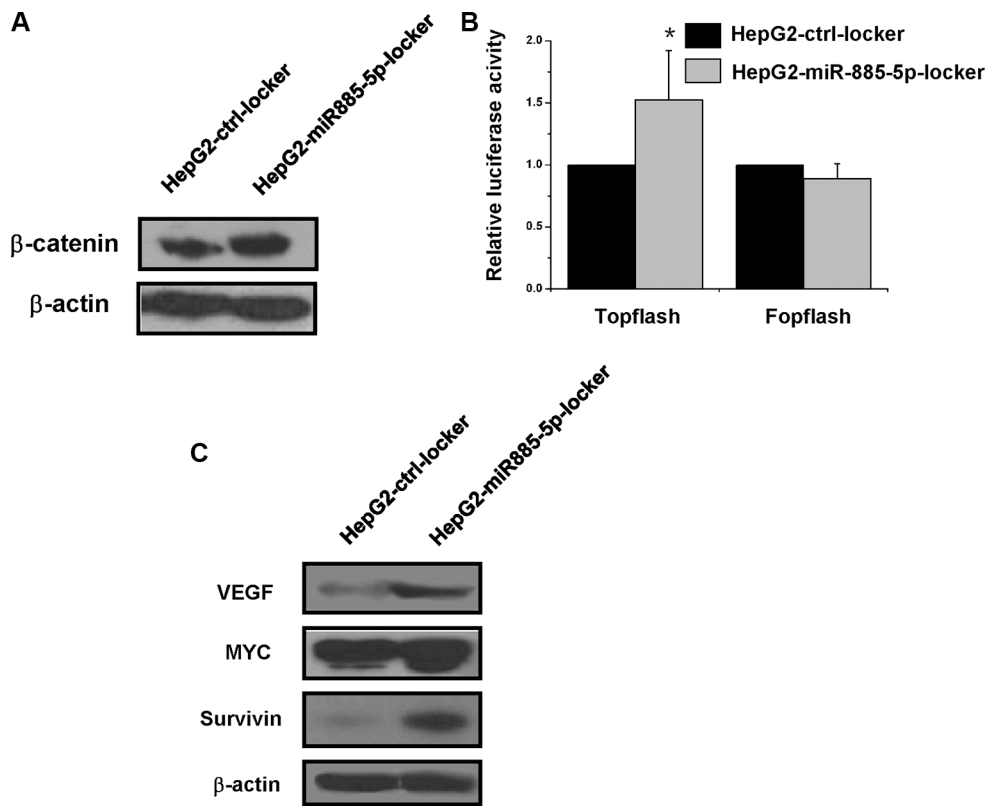 A
HepG2-ctrl-locker
HepG2-miR885-5p-locker
β-catenin
β-actin
B
*
HepG2-ctrl-locker
HepG2-miR-885-5p-locker
Relative luciferase acivity
2.0
1.5
1.0
0.5
0.0
Topflash
Fopflash
C
HepG2-ctrl-locker
HepG2-miR885-5p-locker
VEGF
MYC
Survivin
β-actin